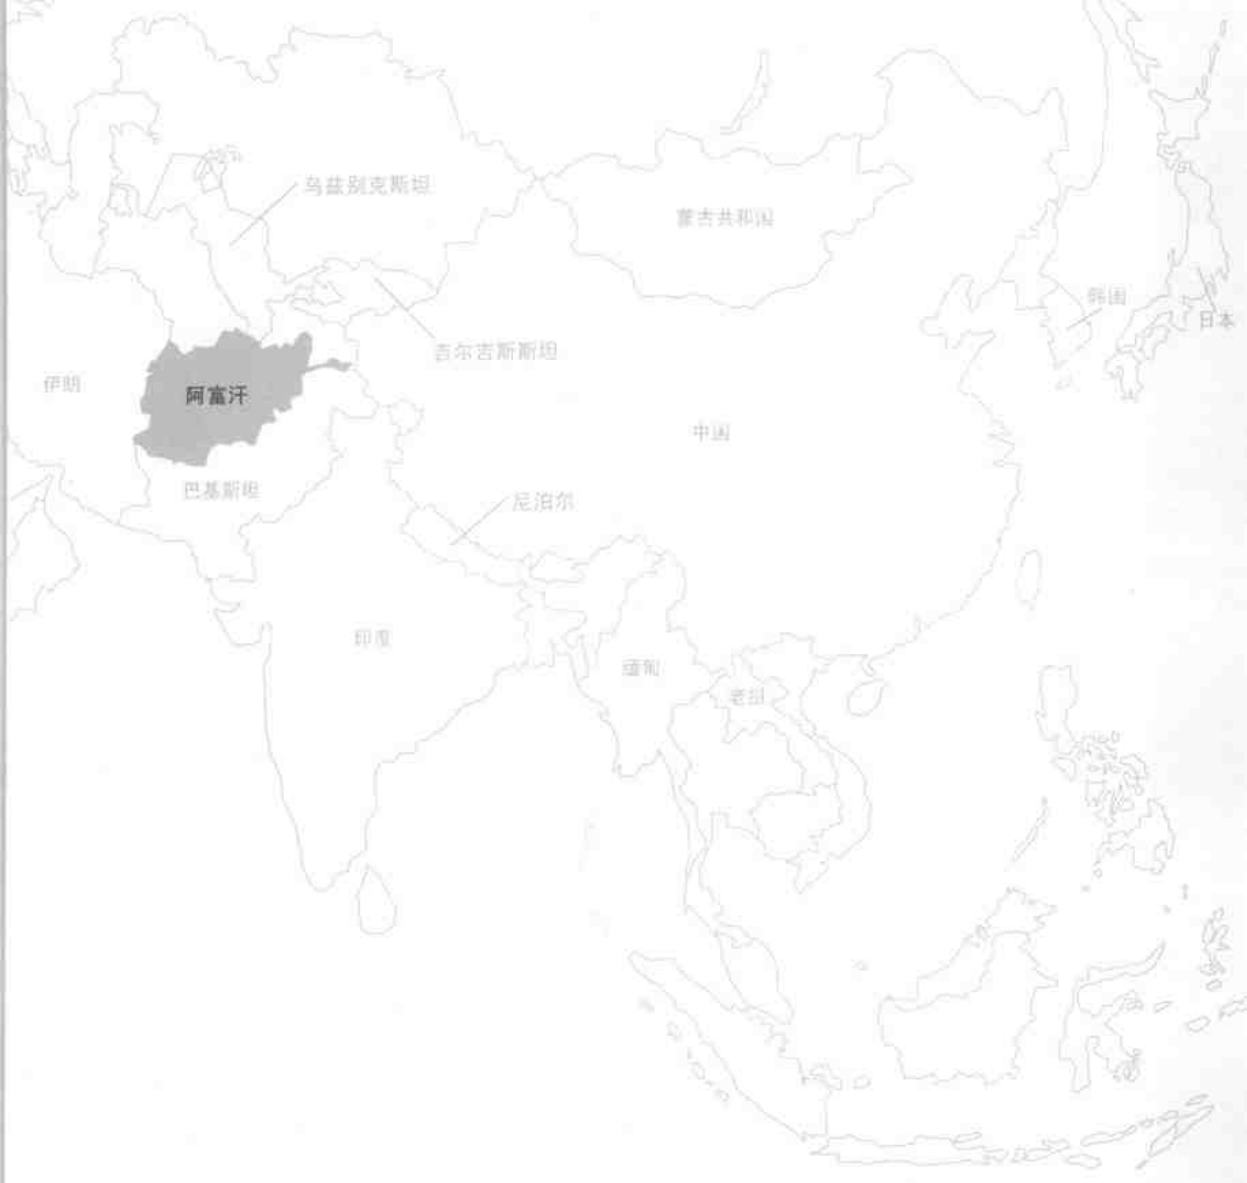 乌兹别克斯坦
蒙古共和国
韩国
日本
吉尔吉斯斯坦
伊朗
阿富汗
中国
巴基斯坦
尼泊尔
印度
缅甸
老挝